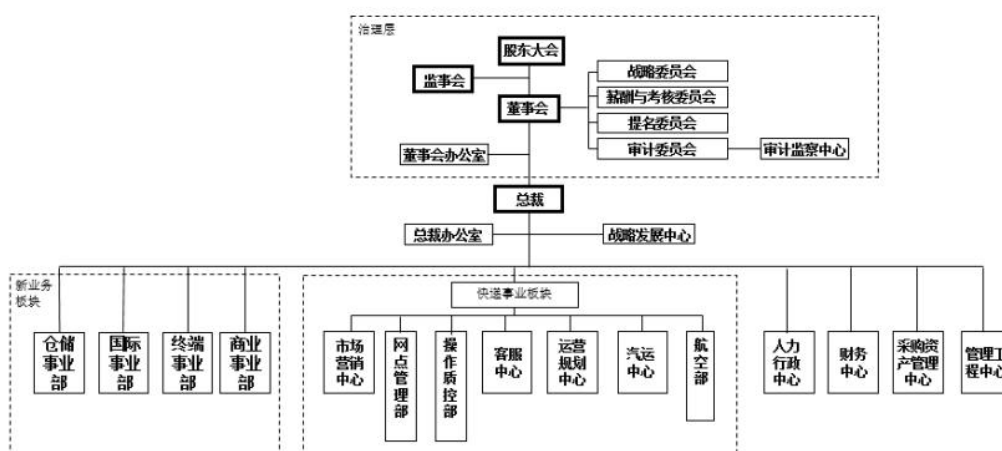 治理层
股东大会
监事会
战略委员会
薪酬与考核委员会
董事会
提名委员会
董事会办公室
审计委员会
审计监察中心
总裁
总裁办公室
战略发展中心
新业务
板块
快递事业板块
仓储
事业
部
国际
事业
部
终端
事业
部
商业
事业
部
市场
营销
中心
网
点
管
理
部
操
作
质
控
部
客服
中心
运营
规划
中心
汽运
中心
航
空
部
人力
行政
中心
财务
中心
采购资
产管理
中心
管理工
程中心